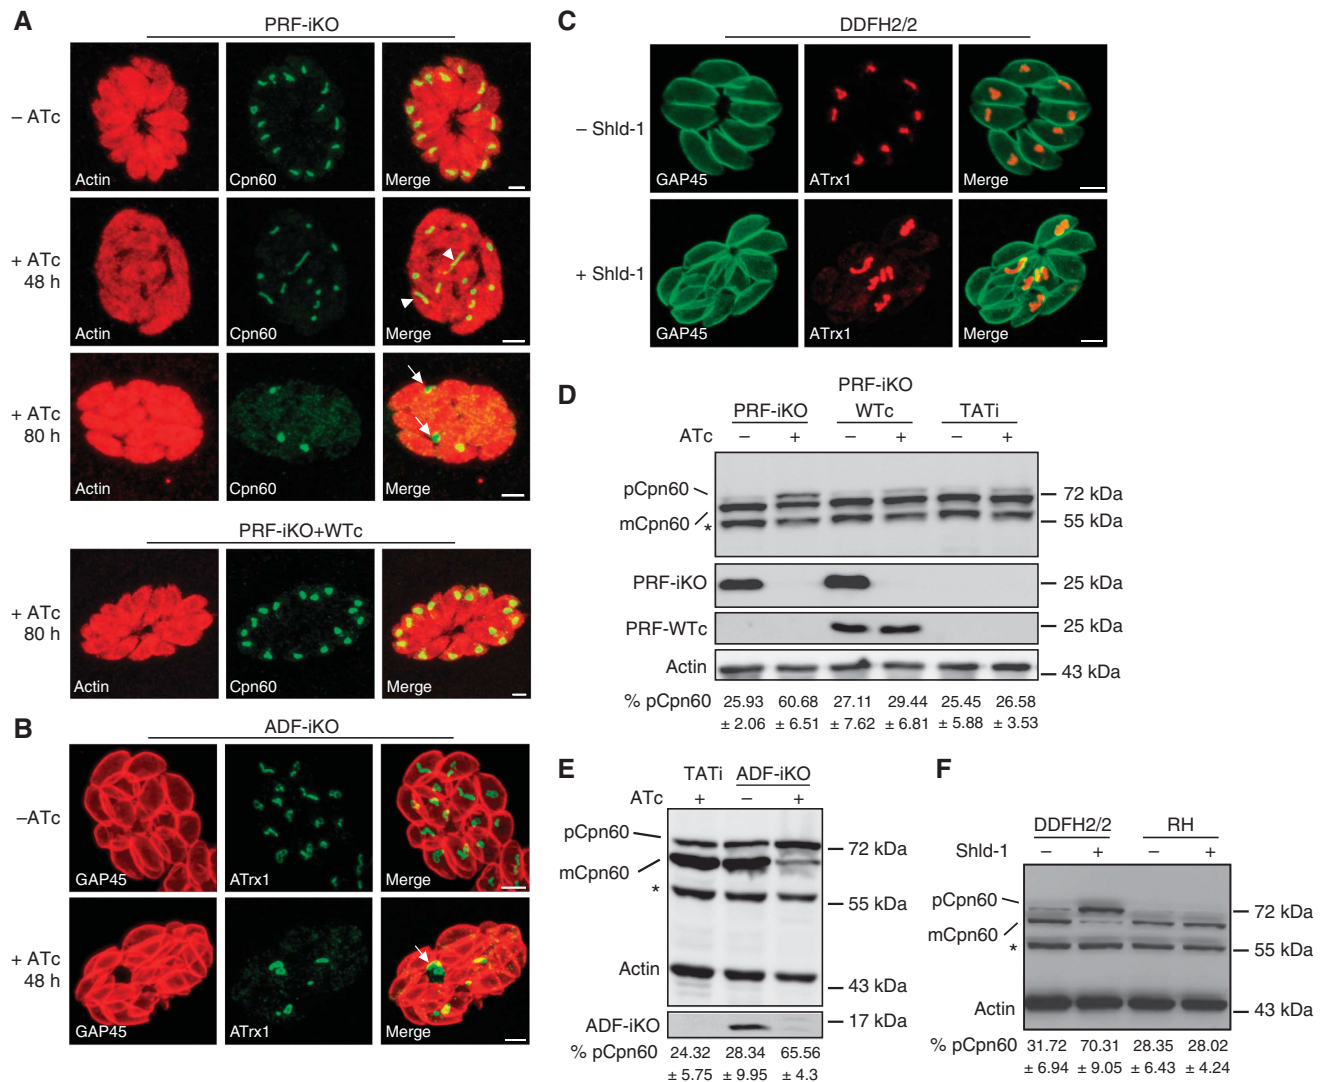 A
PRF-iKO
– ATc
Actin
Cpn60
Merge
+ ATc
48 h
Actin
Cpn60
Merge
+ ATc
80 h
Actin
Cpn60
Merge
PRF-iKO+WTc
+ ATc
80 h
Actin
Cpn60
Merge
B
ADF-iKO
–ATc
GAP45
ATrx1
Merge
+ ATc
48 h
GAP45
ATrx1
Merge
C
DDFH2/2
– Shld-1
GAP45
ATrx1
Merge
+ Shld-1
GAP45
ATrx1
Merge
D
PRF-iKO
PRF-iKO WTc TATi
ATc – + – + – +
pCpn60
mCpn60
*
72 kDa
55 kDa
PRF-iKO 25 kDa
PRF-WTc 25 kDa
Actin 43 kDa
% pCpn60 25.93 60.68 27.11 29.44 25.45 26.58
± 2.06 ± 6.51 ± 7.62 ± 6.81 ± 5.88 ± 3.53
E
TATi ADF-iKO
ATc + – +
pCpn60
mCpn60
*
72 kDa
55 kDa
Actin
43 kDa
ADF-iKO 17 kDa
% pCpn60 24.32 28.34 65.56
± 5.75 ± 9.95 ± 4.3
F
DDFH2/2 RH
Shld-1 – + – +
pCpn60
mCpn60
*
72 kDa
55 kDa
Actin 43 kDa
% pCpn60 31.72 70.31 28.35 28.02
± 6.94 ± 9.05 ± 6.43 ± 4.24